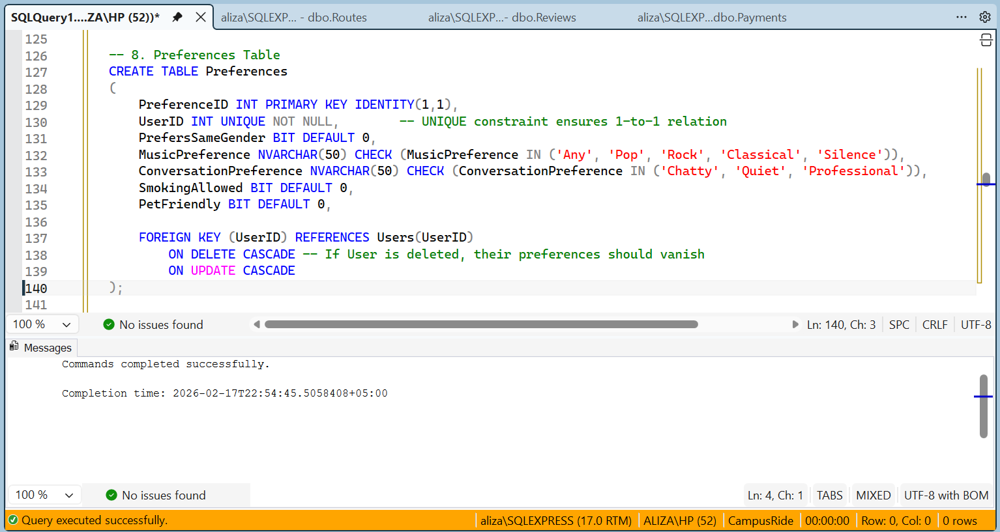 SQLQuery1....ZA\HP (52))* aliza\SQLEXP... - dbo.Routes aliza\SQLEXP...- dbo.Reviews aliza\SQLEXP...dbo.Payments
125
126 -- 8. Preferences Table
127 CREATE TABLE Preferences
128 (
129 PreferenceID INT PRIMARY KEY IDENTITY(1,1),
130 UserID INT UNIQUE NOT NULL, -- UNIQUE constraint ensures 1-to-1 relation
131 PrefersSameGender BIT DEFAULT 0,
132 MusicPreference NVARCHAR(50) CHECK (MusicPreference IN ('Any', 'Pop', 'Rock', 'Classical', 'Silence')),
133 ConversationPreference NVARCHAR(50) CHECK (ConversationPreference IN ('Chatty', 'Quiet', 'Professional')),
134 SmokingAllowed BIT DEFAULT 0,
135 PetFriendly BIT DEFAULT 0,
136
137 FOREIGN KEY (UserID) REFERENCES Users(UserID)
138 ON DELETE CASCADE -- If User is deleted, their preferences should vanish
139 ON UPDATE CASCADE
140 );
141
100 % No issues found Ln: 140, Ch: 3 SPC CRLF UTF-8
Messages
Commands completed successfully.
Completion time: 2026-02-17T22:54:45.5058408+05:00
100 % No issues found Ln: 4, Ch: 1 TABS MIXED UTF-8 with BOM
Query executed successfully. aliza\SQLEXPRESS (17.0 RTM) ALIZA\HP (52) CampusRide 00:00:00 Row: 0, Col: 0 0 rows